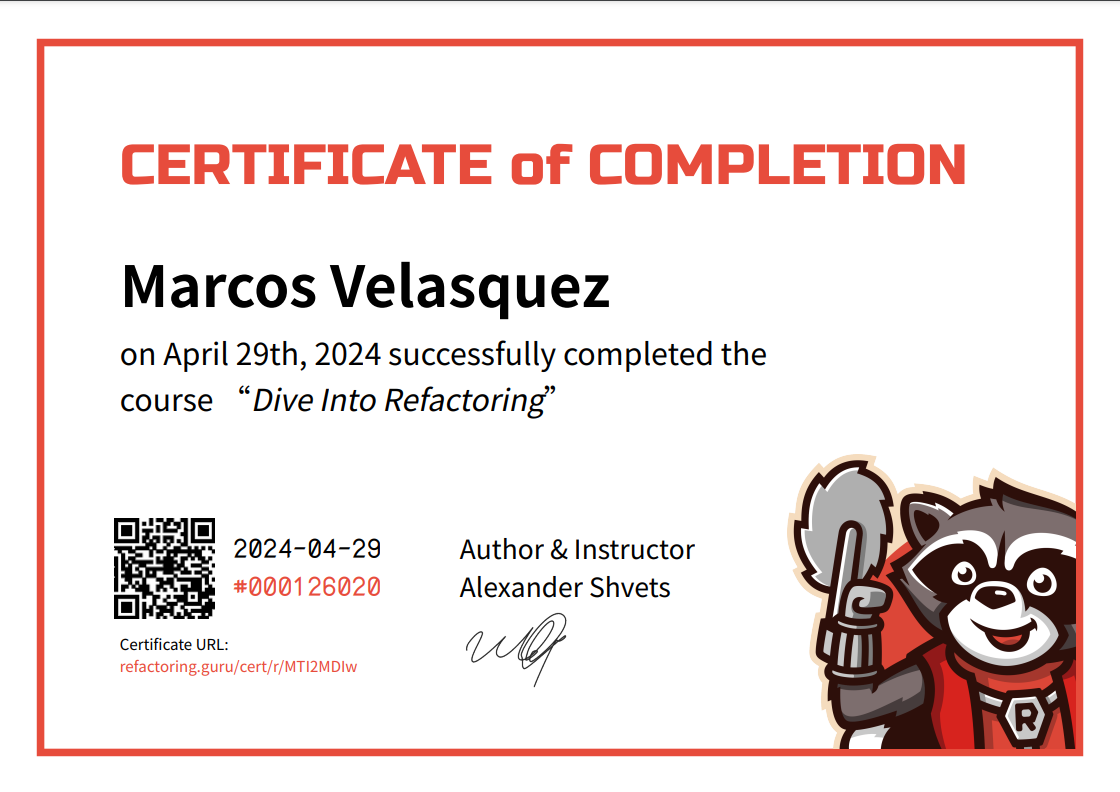 CERTIFICATE of COMPLETION
Marcos Velasquez
on April 29th, 2024 successfully completed the
course “Dive Into Refactoring”
2024-04-29
#000126020
Certificate URL:
refactoring.guru/cert/r/MTI2MDIw
Author & Instructor
Alexander Shvets
R